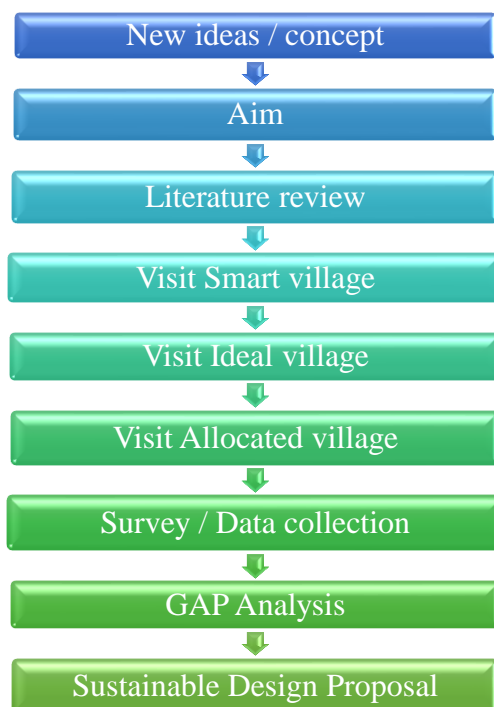 New ideas / concept
Aim
Literature review
Visit Smart village
Visit Ideal village
Visit Allocated village
Survey / Data collection
GAP Analysis
Sustainable Design Proposal